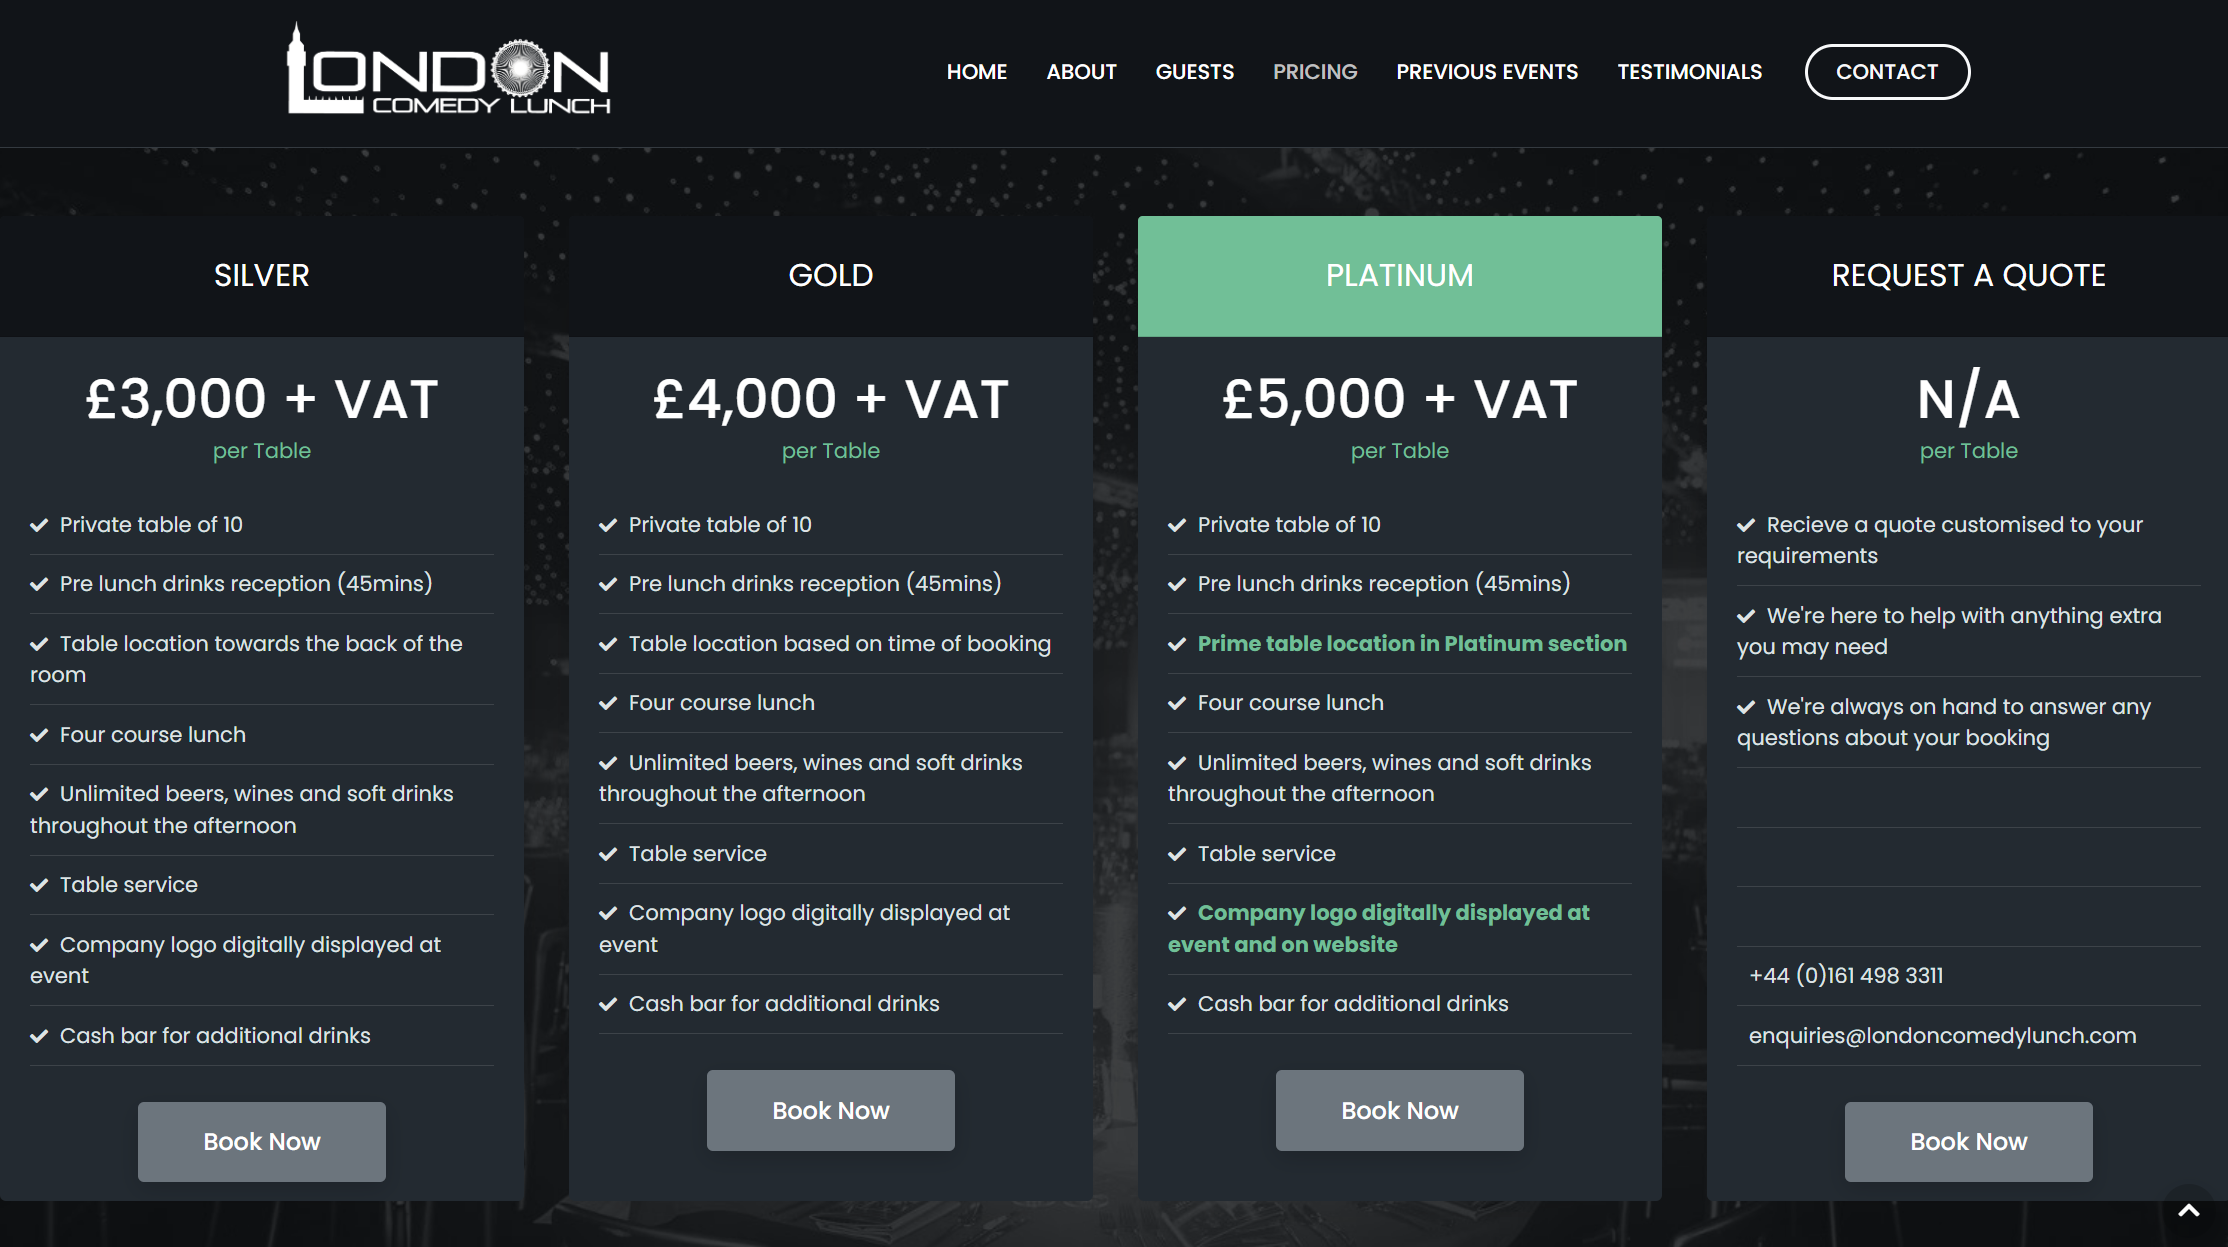 LONDON
COMEDY LUNCH
HOME
ABOUT
GUESTS
PRICING
PREVIOUS EVENTS
TESTIMONIALS
CONTACT
SILVER
£3,000 + VAT
per Table
Private table of 10
Pre lunch drinks reception (45mins)
Table location towards the back of the
room
Four course lunch
Unlimited beers, wines and soft drinks
throughout the afternoon
Table service
Company logo digitally displayed at
event
Cash bar for additional drinks
Book Now
GOLD
£4,000 + VAT
per Table
Private table of 10
Pre lunch drinks reception (45mins)
Table location based on time of booking
Four course lunch
Unlimited beers, wines and soft drinks
throughout the afternoon
Table service
Company logo digitally displayed at
event
Cash bar for additional drinks
Book Now
PLATINUM
£5,000 + VAT
per Table
Private table of 10
Pre lunch drinks reception (45mins)
Prime table location in Platinum section
Four course lunch
Unlimited beers, wines and soft drinks
throughout the afternoon
Table service
Company logo digitally displayed at
event and on website
Cash bar for additional drinks
Book Now
REQUEST A QUOTE
N/A
per Table
Recieve a quote customised to your
requirements
We're here to help with anything extra
you may need
We're always on hand to answer any
questions about your booking
+44 (0)161 498 3311
enquiries@londoncomedylunch.com
Book Now